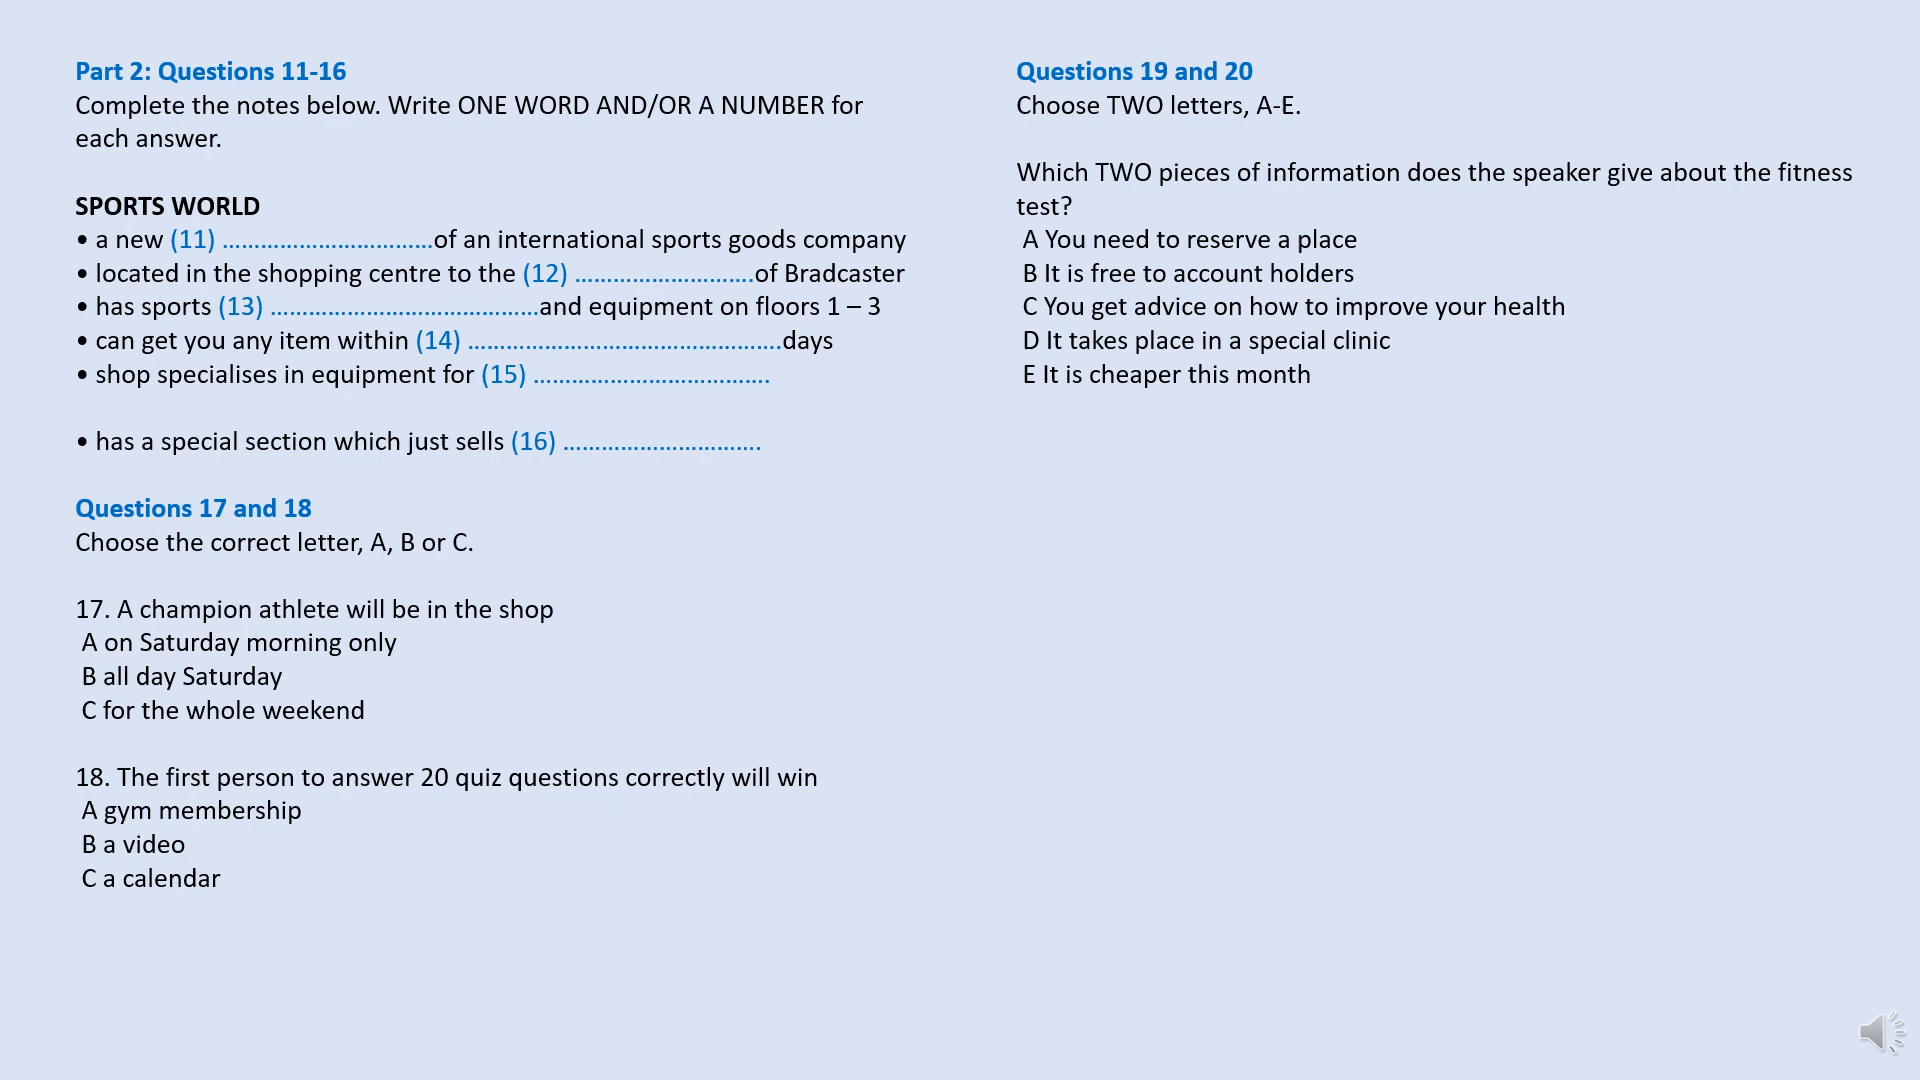 Part 2: Questions 11-16
Complete the notes below. Write ONE WORD AND/OR A NUMBER for
each answer.
SPORTS WORLD
• a new (11) .................................of an international sports goods company
• located in the shopping centre to the (12) ............................of Bradcaster
• has sports (13) ..........................................and equipment on floors 1 – 3
• can get you any item within (14) .................................................days
• shop specialises in equipment for (15) .....................................
• has a special section which just sells (16) ...............................
Questions 17 and 18
Choose the correct letter, A, B or C.
17. A champion athlete will be in the shop
A on Saturday morning only
B all day Saturday
C for the whole weekend
18. The first person to answer 20 quiz questions correctly will win
A gym membership
B a video
C a calendar
Questions 19 and 20
Choose TWO letters, A-E.
Which TWO pieces of information does the speaker give about the fitness
test?
A You need to reserve a place
B It is free to account holders
C You get advice on how to improve your health
D It takes place in a special clinic
E It is cheaper this month